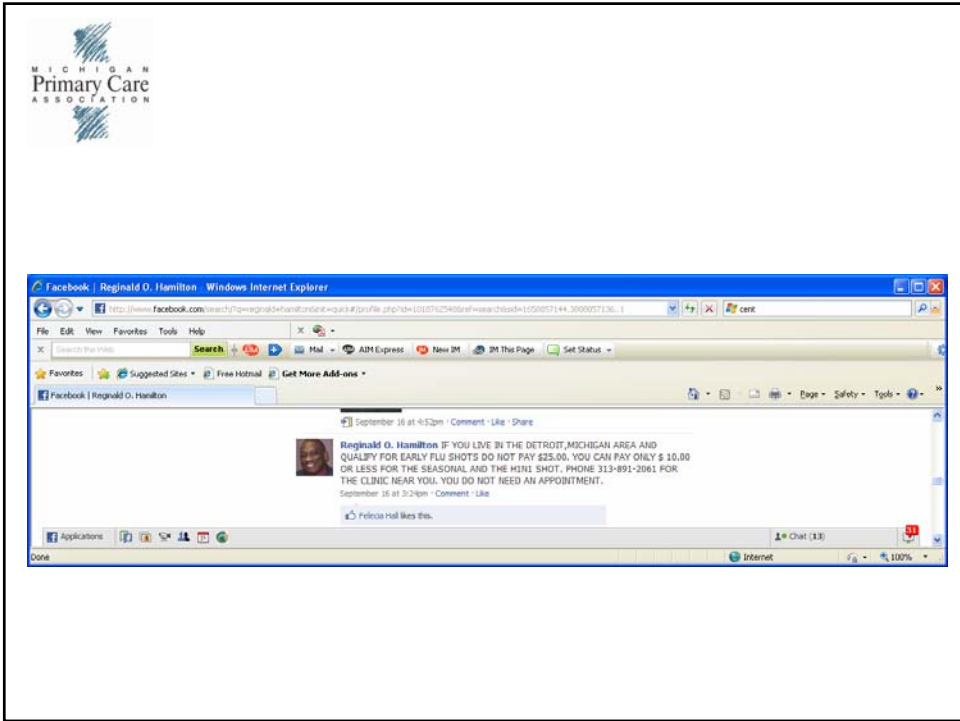 MICHIGAN
Primary Care
ASSOCIATION
Facebook | Reginald O. Hamilton - Windows Internet Explorer
cent
File Edit View Favorites Tools Help
Search the Web Search Mail AIM Express New IM IM This Page Set Status
Favorites Suggested Sites Free Hotmail Get More Add-ons
Facebook | Reginald O. Hamilton Page Safety Tools
September 16 at 4:52pm · Comment · Like · Share
Reginald O. Hamilton IF YOU LIVE IN THE DETROIT,MICHIGAN AREA AND
QUALIFY FOR EARLY FLU SHOTS DO NOT PAY $25.00. YOU CAN PAY ONLY $ 10.00
OR LESS FOR THE SEASONAL AND THE H1N1 SHOT. PHONE 313-891-2061 FOR
THE CLINIC NEAR YOU. YOU DO NOT NEED AN APPOINTMENT.
September 16 at 3:24pm · Comment · Like
Felecia Hall likes this.
Applications Chat (13) 31
Done Internet 100%